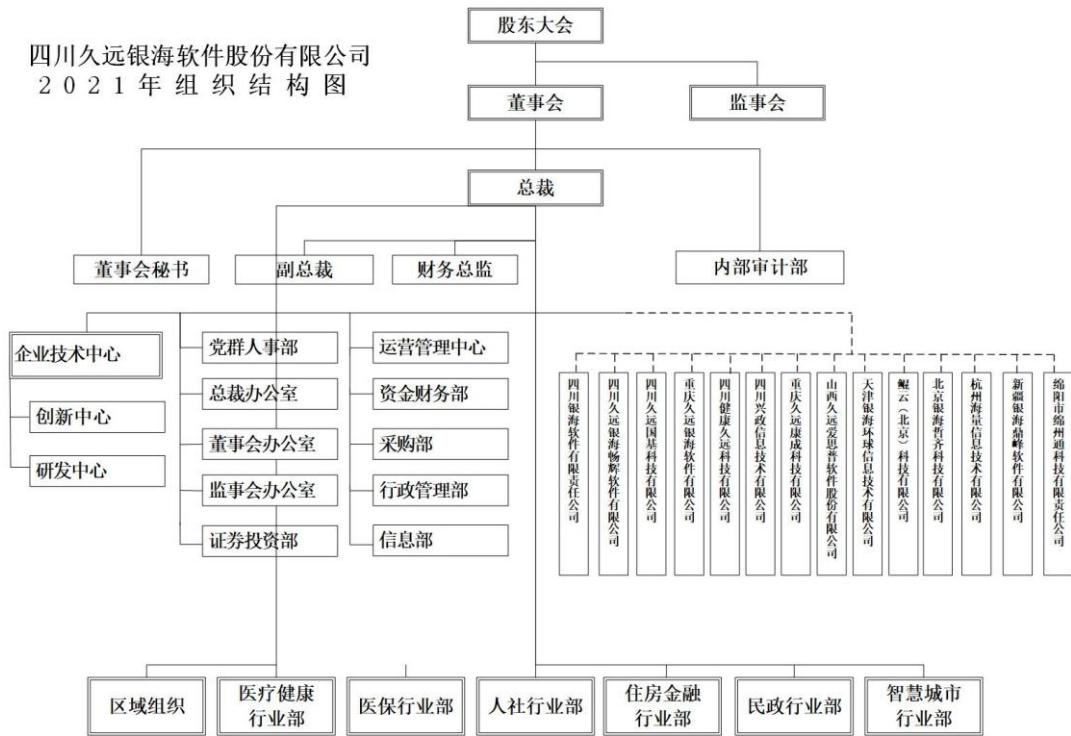 股东大会
四川久远银海软件股份有限公司
2021年组织结构图
董事会
监事会
总裁
董事会秘书
副总裁
财务总监
内部审计部
企业技术中心
创新中心
研发中心
党群人事部
总裁办公室
董事会办公室
监事会办公室
证券投资部
运营管理中心
资金财务部
采购部
行政管理部
信息部
四川银海软件有限责任公司
四川久远银海畅辉软件有限公司
四川久远国基科技有限公司
重庆久远银海软件有限公司
四川健康久远科技有限公司
四川兴政信息技术有限公司
重庆久远康成科技有限公司
山西久远爱思普软件股份有限公司
天津银海环球信息技术有限公司
鲲云（北京）科技有限公司
北京银海哲齐科技有限公司
杭州海量信息技术有限公司
新疆银海鼎峰软件有限公司
绵阳市绵州通科技有限责任公司
区域组织
医疗健康
行业部
医保行业部
人社行业部
住房金融
行业部
民政行业部
智慧城市
行业部